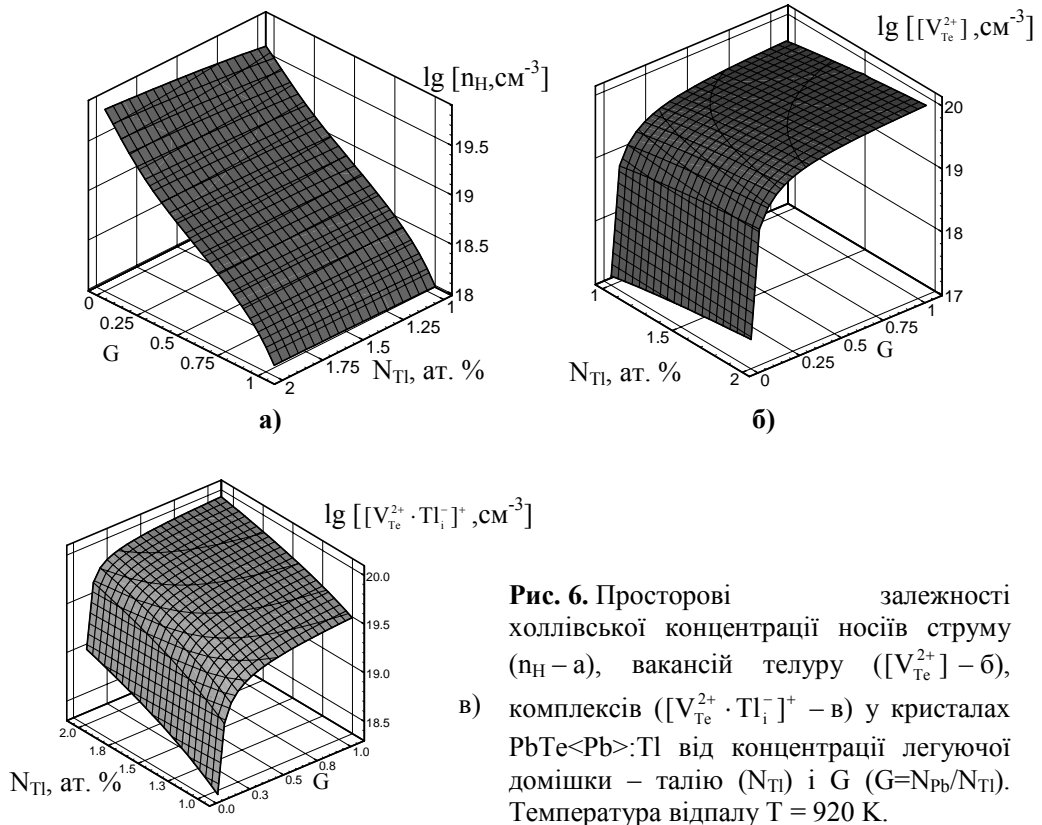 lg [n_H,см^-3]
19.5
19
18.5
18
0
0.25
0.5
0.75
1
G
2
1.75
1.5
1.25
1
N_Tl, ат. %
а)
lg [[V_Te^2+] ,см^-3]
20
19
18
17
1
1.5
2
N_Tl, ат. %
0
0.25
0.5
0.75
1
G
б)
lg [[V_Te^2+ · Tl_i^-]^+ ,см^-3]
20.0
19.5
19.0
18.5
2.0
1.8
1.5
1.3
1.0
N_Tl, ат. %
0.0
0.3
0.5
0.8
1.0
G
в)
Рис. 6. Просторові залежності
холлівської концентрації носіїв струму
(n_H – а), вакансій телуру ([V_Te^2+] – б),
комплексів ([V_Te^2+ · Tl_i^-]^+ – в) у кристалах
PbTe<Pb>:Tl від концентрації легуючої
домішки – талію (N_Tl) і G (G=N_Pb/N_Tl).
Температура відпалу T = 920 K.